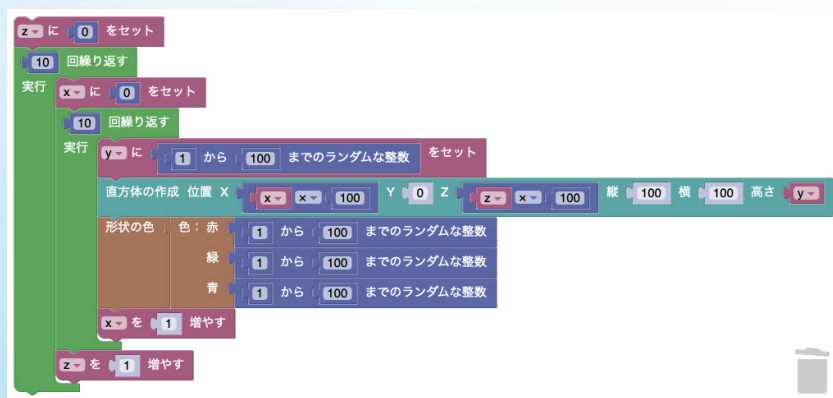 z に 0 をセット
10 回繰り返す
実行 x に 0 をセット
10 回繰り返す
実行 y に 1 から 100 までのランダムな整数 をセット
直方体の作成 位置 X x × 100 Y 0 Z z × 100 縦 100 横 100 高さ y
形状の色 色：赤 1 から 100 までのランダムな整数
緑 1 から 100 までのランダムな整数
青 1 から 100 までのランダムな整数
x を 1 増やす
z を 1 増やす